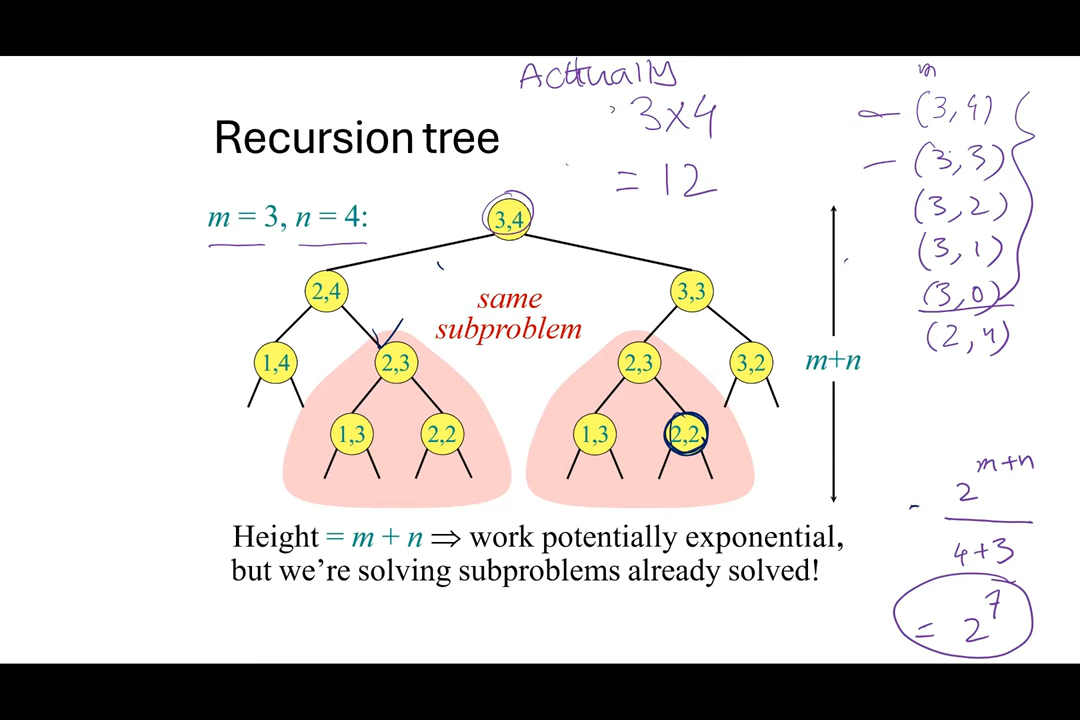 Actually
3×4
= 12
Recursion tree
m = 3, n = 4:
3,4
2,4
3,3
same
subproblem
1,4
2,3
2,3
3,2
m+n
1,3
2,2
1,3
2,2
Height = m + n ⇒ work potentially exponential,
but we're solving subproblems already solved!
(3,4)
(3,3)
(3,2)
(3,1)
(3,0)
(2,4)
2^{m+n}
4+3
= 2^7